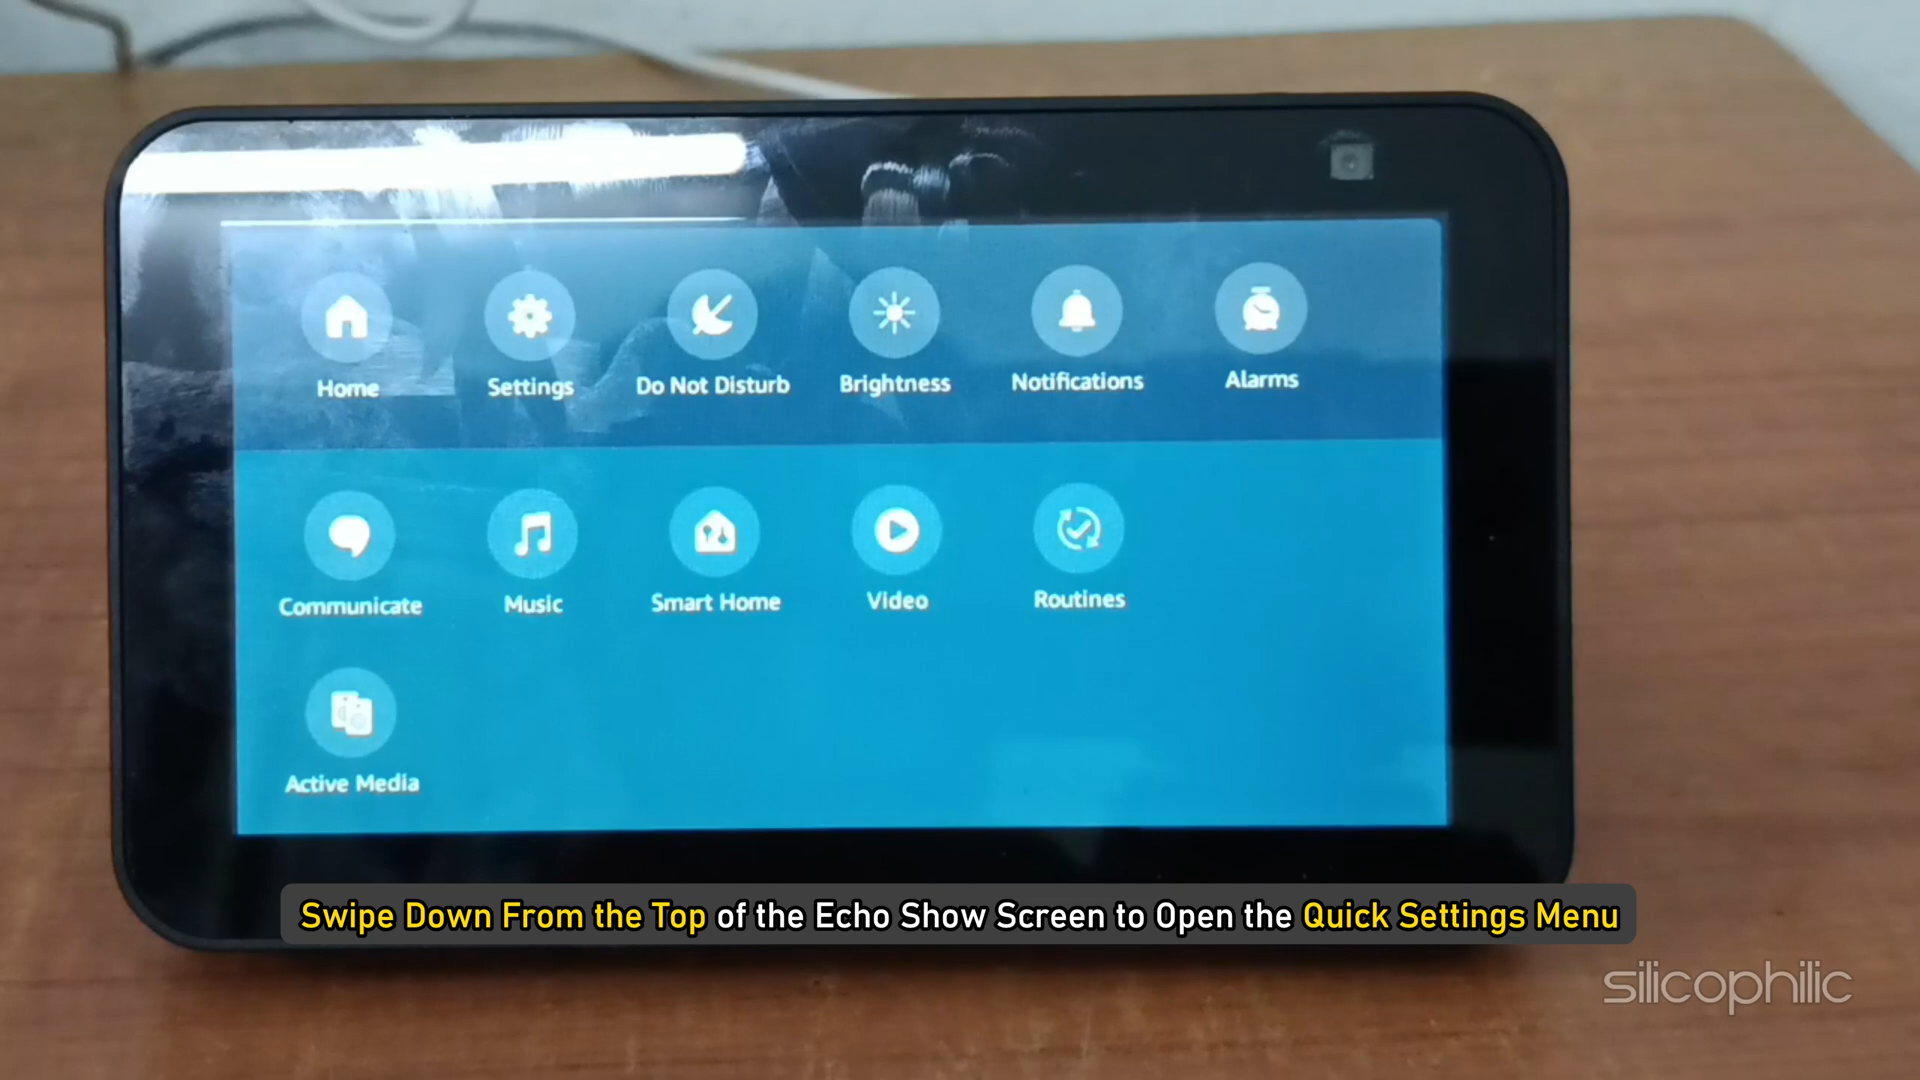 Home Settings Do Not Disturb Brightness Notifications Alarms
Communicate Music Smart Home Video Routines
Active Media
Swipe Down From the Top of the Echo Show Screen to Open the Quick Settings Menu
silicophilic